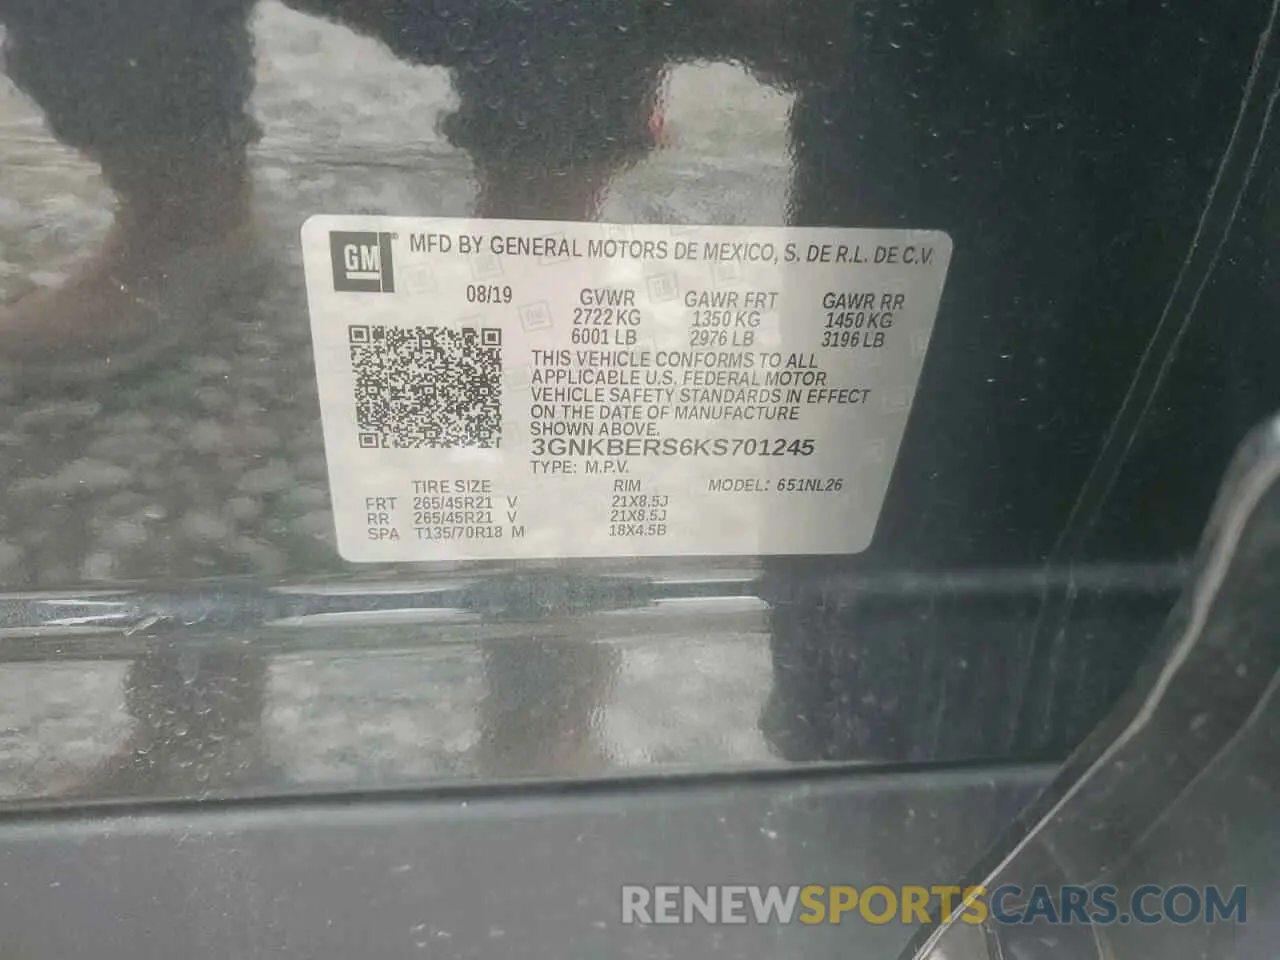 GM® MFD BY GENERAL MOTORS DE MEXICO, S. DE R.L. DE C.V.
08/19 GVWR GAWR FRT GAWR RR
2722 KG 1350 KG 1450 KG
6001 LB 2976 LB 3196 LB
THIS VEHICLE CONFORMS TO ALL
APPLICABLE U.S. FEDERAL MOTOR
VEHICLE SAFETY STANDARDS IN EFFECT
ON THE DATE OF MANUFACTURE
SHOWN ABOVE.
3GNKBERS6KS701245
TYPE: M.P.V.
TIRE SIZE RIM MODEL: 651NL26
FRT 265/45R21 V 21X8.5J
RR 265/45R21 V 21X8.5J
SPA T135/70R18 M 18X4.5B
RENEWSPORTSCARS.COM